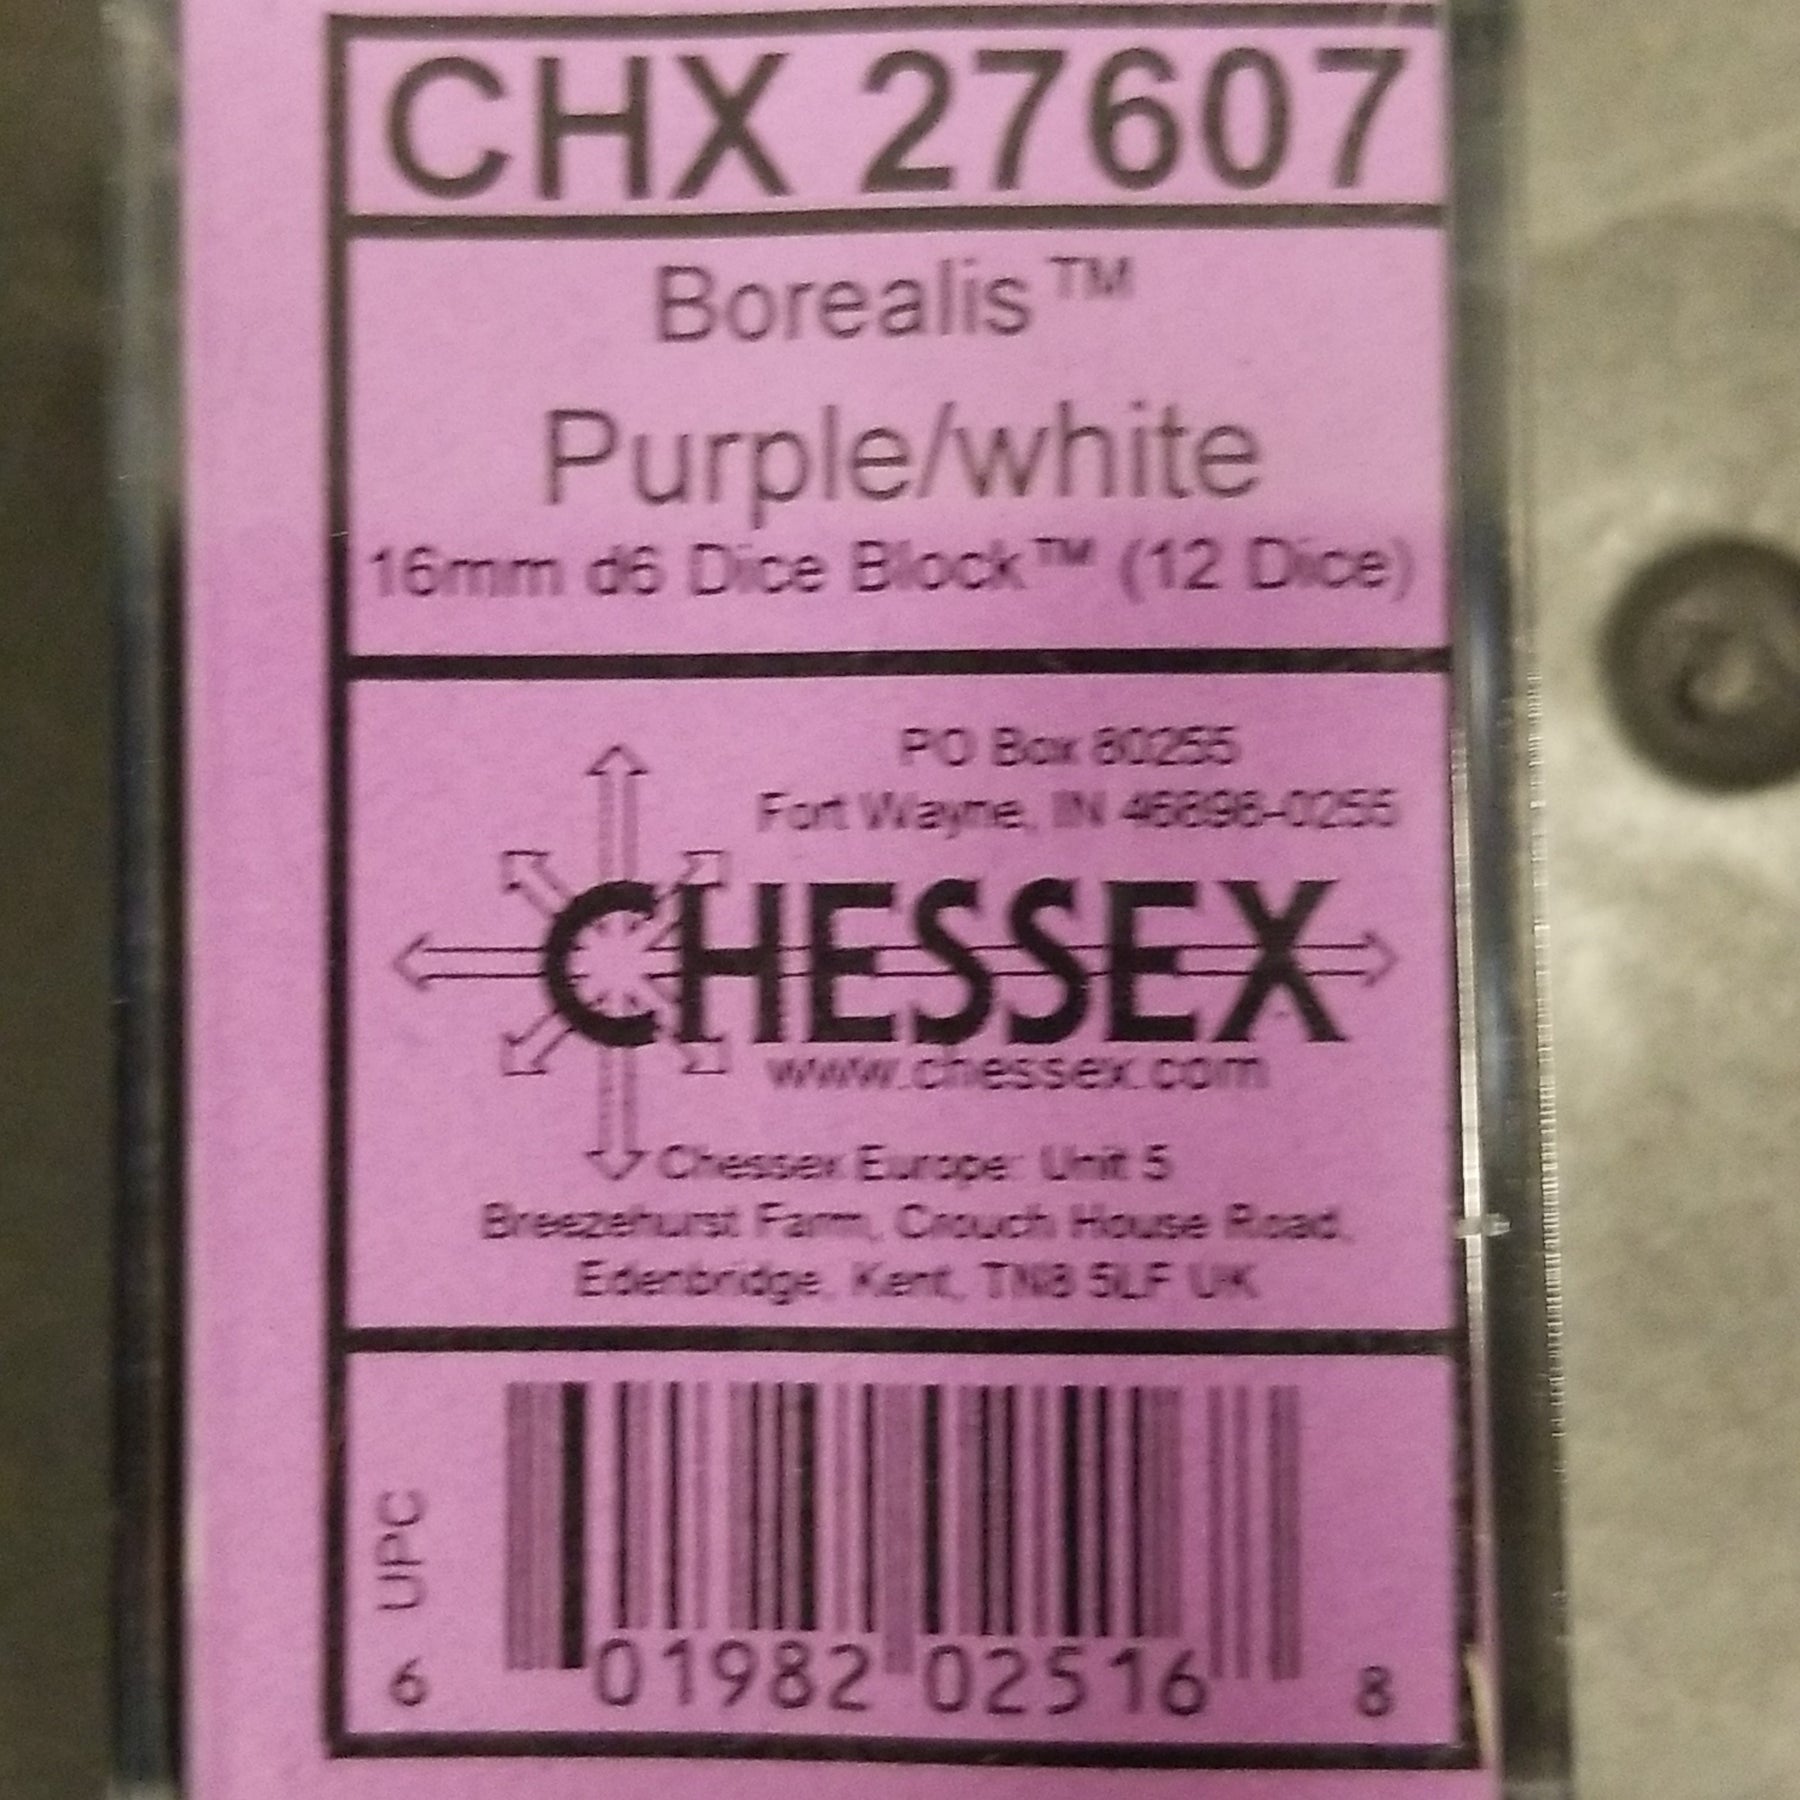 CHX 27607
Borealis™
Purple/white
16mm d6 Dice Block™ (12 Dice)
PO Box 80255
Fort Wayne, IN 46898-0255
CHESSEX
www.chessex.com
Chessex Europe: Unit 5
Breezehurst Farm, Crouch House Road,
Edenbridge, Kent, TN8 5LF UK
UPC
6 01982 02516 8